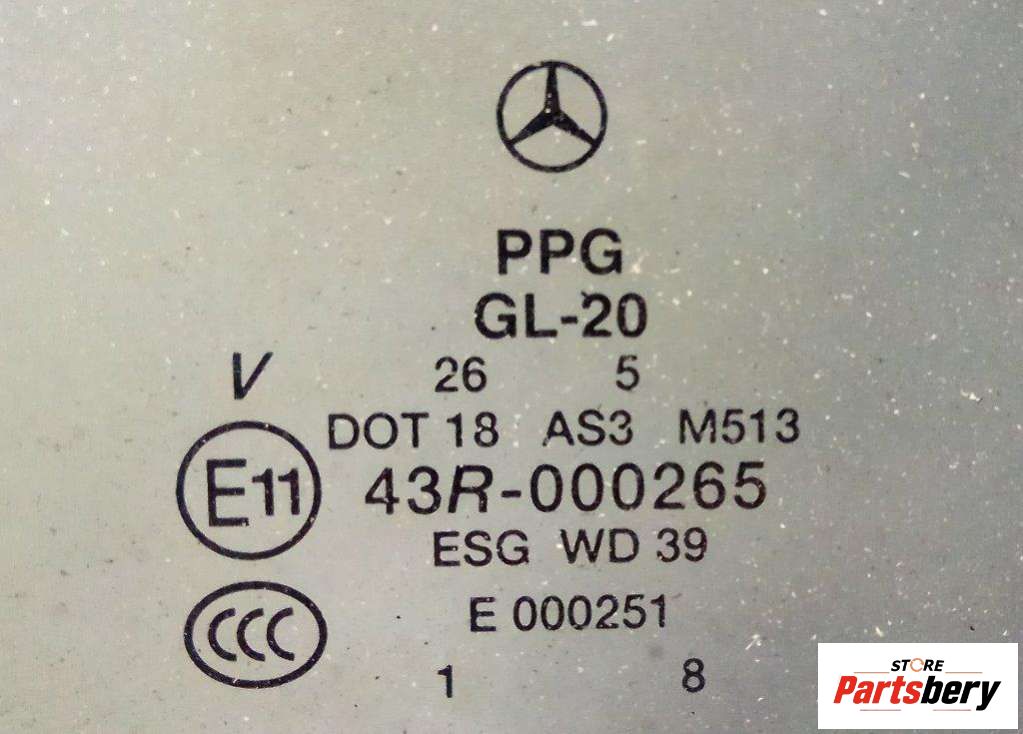 PPG
GL-20
V 26 5
DOT 18 AS3 M513
E11 43R-000265
ESG WD 39
CCC E 000251
1 8
STORE
Partsbery